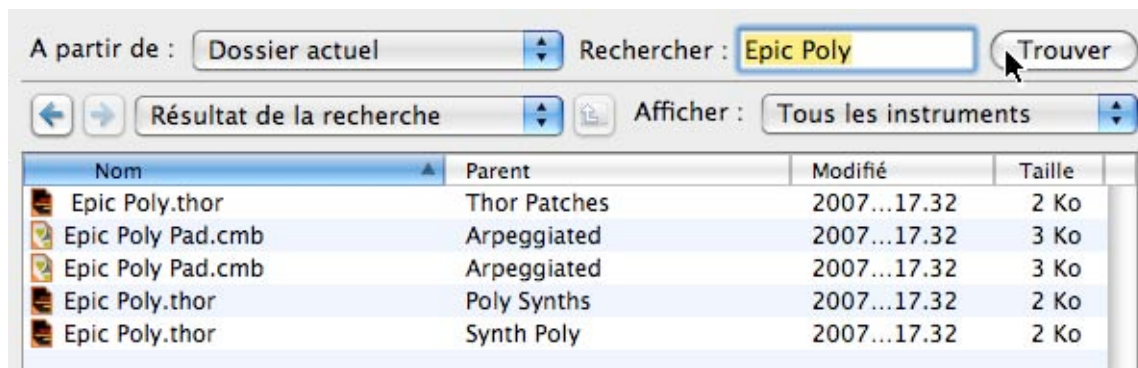 A partir de : Dossier actuel Rechercher : Epic Poly Trouver
Résultat de la recherche Afficher : Tous les instruments
Nom Parent Modifié Taille
Epic Poly.thor Thor Patches 2007...17.32 2 Ko
Epic Poly Pad.cmb Arpeggiated 2007...17.32 3 Ko
Epic Poly Pad.cmb Arpeggiated 2007...17.32 3 Ko
Epic Poly.thor Poly Synths 2007...17.32 2 Ko
Epic Poly.thor Synth Poly 2007...17.32 2 Ko